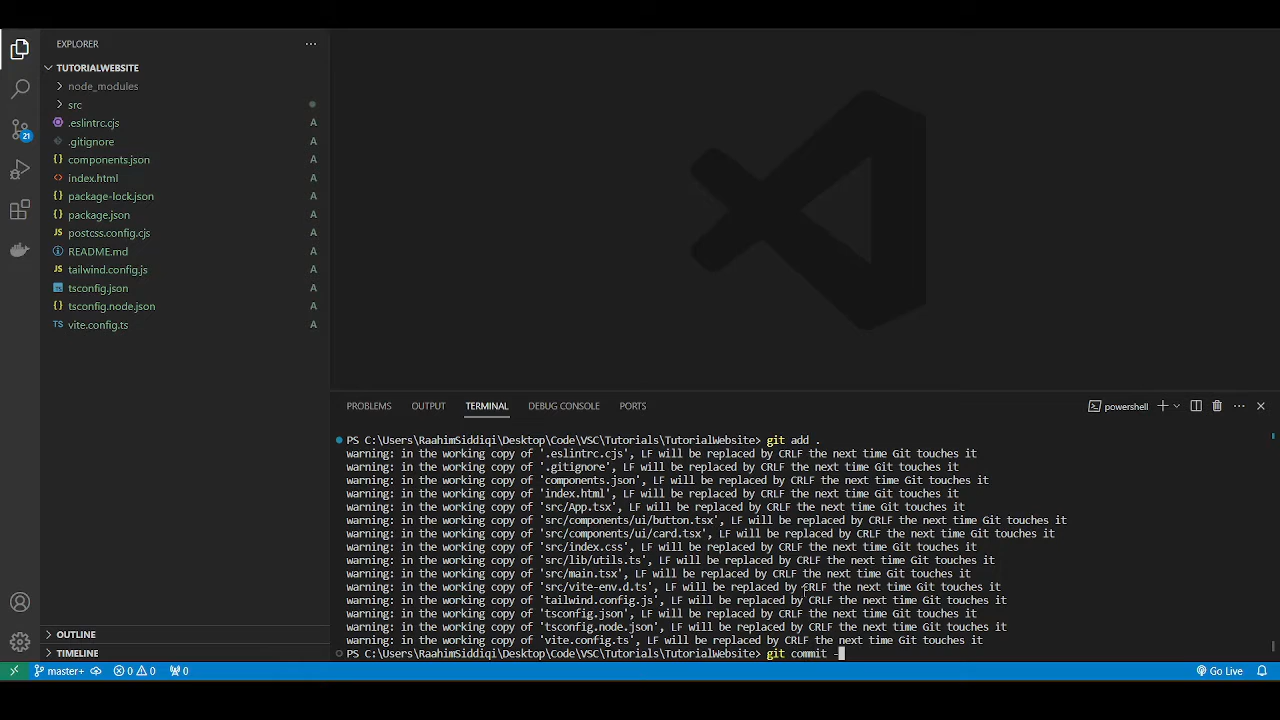 EXPLORER
TUTORIALWEBSITE
node_modules
src
.eslintrc.cjs A
.gitignore A
components.json A
index.html A
package-lock.json A
package.json A
postcss.config.cjs A
README.md A
tailwind.config.js A
tsconfig.json A
tsconfig.node.json A
TS vite.config.ts A
21
OUTLINE
TIMELINE
PROBLEMS OUTPUT TERMINAL DEBUG CONSOLE PORTS powershell
PS C:\Users\RaahimSiddiqi\Desktop\Code\VSC\Tutorials\TutorialWebsite> git add .
warning: in the working copy of '.eslintrc.cjs', LF will be replaced by CRLF the next time Git touches it
warning: in the working copy of '.gitignore', LF will be replaced by CRLF the next time Git touches it
warning: in the working copy of 'components.json', LF will be replaced by CRLF the next time Git touches it
warning: in the working copy of 'index.html', LF will be replaced by CRLF the next time Git touches it
warning: in the working copy of 'src/App.tsx', LF will be replaced by CRLF the next time Git touches it
warning: in the working copy of 'src/components/ui/button.tsx', LF will be replaced by CRLF the next time Git touches it
warning: in the working copy of 'src/components/ui/card.tsx', LF will be replaced by CRLF the next time Git touches it
warning: in the working copy of 'src/index.css', LF will be replaced by CRLF the next time Git touches it
warning: in the working copy of 'src/lib/utils.ts', LF will be replaced by CRLF the next time Git touches it
warning: in the working copy of 'src/main.tsx', LF will be replaced by CRLF the next time Git touches it
warning: in the working copy of 'src/vite-env.d.ts', LF will be replaced by CRLF the next time Git touches it
warning: in the working copy of 'tailwind.config.js', LF will be replaced by CRLF the next time Git touches it
warning: in the working copy of 'tsconfig.json', LF will be replaced by CRLF the next time Git touches it
warning: in the working copy of 'tsconfig.node.json', LF will be replaced by CRLF the next time Git touches it
warning: in the working copy of 'vite.config.ts', LF will be replaced by CRLF the next time Git touches it
PS C:\Users\RaahimSiddiqi\Desktop\Code\VSC\Tutorials\TutorialWebsite> git commit -
master+ 0 0 0 Go Live